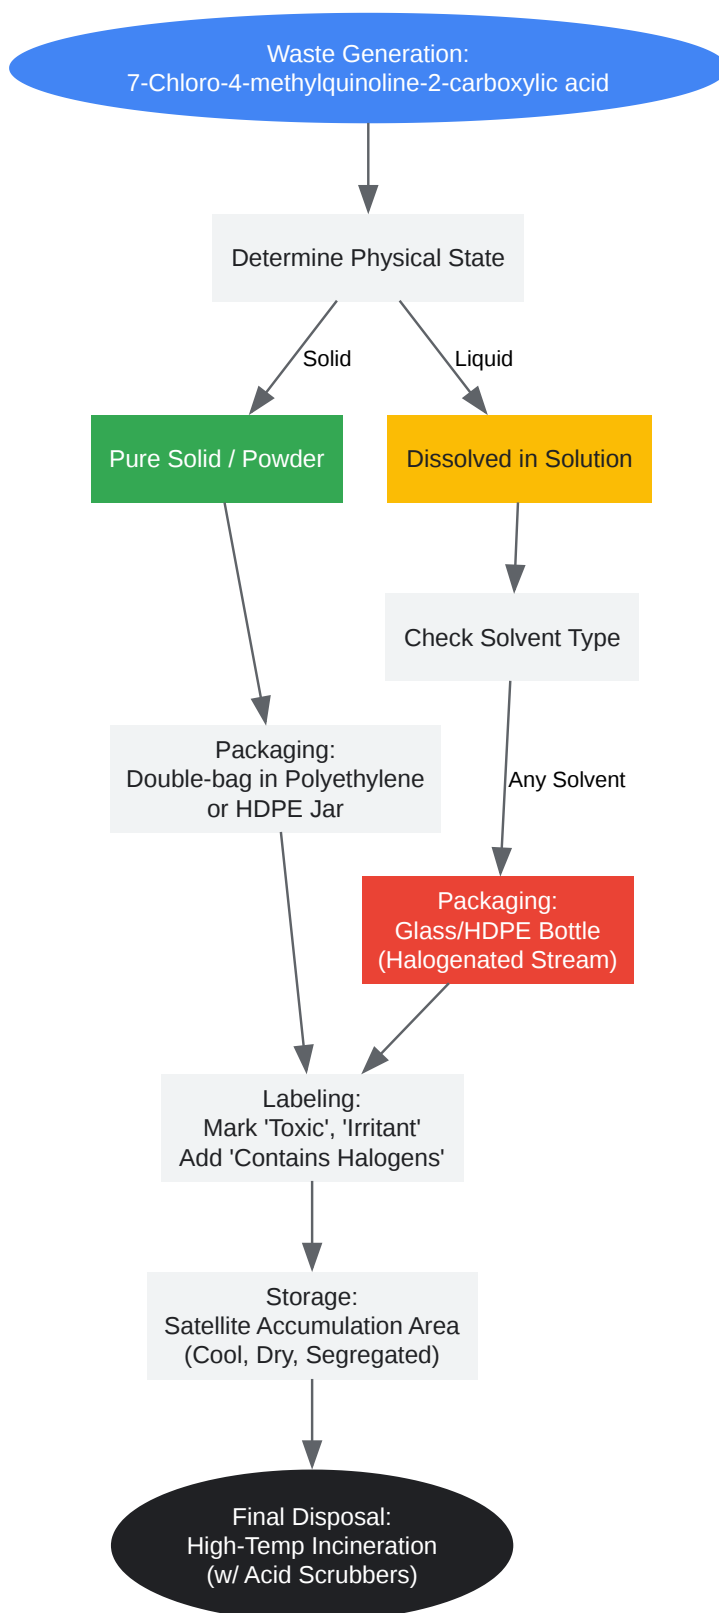 Waste Generation:
7-Chloro-4-methylquinoline-2-carboxylic acid
Determine Physical State
Solid
Liquid
Pure Solid / Powder
Dissolved in Solution
Check Solvent Type
Packaging:
Double-bag in Polyethylene
or HDPE Jar
Any Solvent
Packaging:
Glass/HDPE Bottle
(Halogenated Stream)
Labeling:
Mark 'Toxic', 'Irritant'
Add 'Contains Halogens'
Storage:
Satellite Accumulation Area
(Cool, Dry, Segregated)
Final Disposal:
High-Temp Incineration
(w/ Acid Scrubbers)